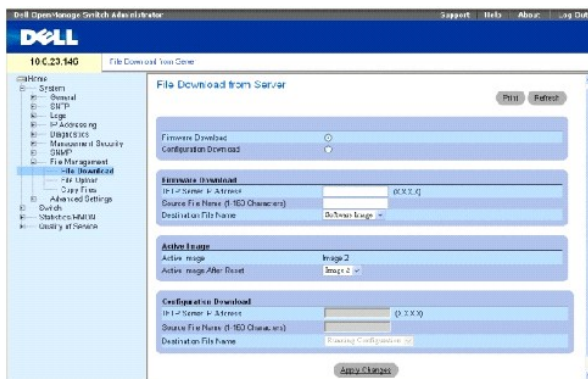 Dell OpenManage Switch Administrator
Support Help About Log Out
DELL
10.6.23.146
File Download from Server
Home
System
General
SNTP
Logs
IP Addressing
Diagnostics
Management Security
SNMP
File Management
File Download
File Upload
Copy Files
Advanced Settings
Switch
Statistics/RMON
Quality of Service
File Download from Server
Print Refresh
Firmware Download
Configuration Download
Firmware Download
TFTP Server IP Address (X.X.X.X)
Source File Name (1-160 Characters)
Destination File Name Software Image
Active Image
Active Image Image 2
Active Image After Reset Image 2
Configuration Download
TFTP Server IP Address (X.X.X.X)
Source File Name (1-160 Characters)
Destination File Name Running Configuration
Apply Changes